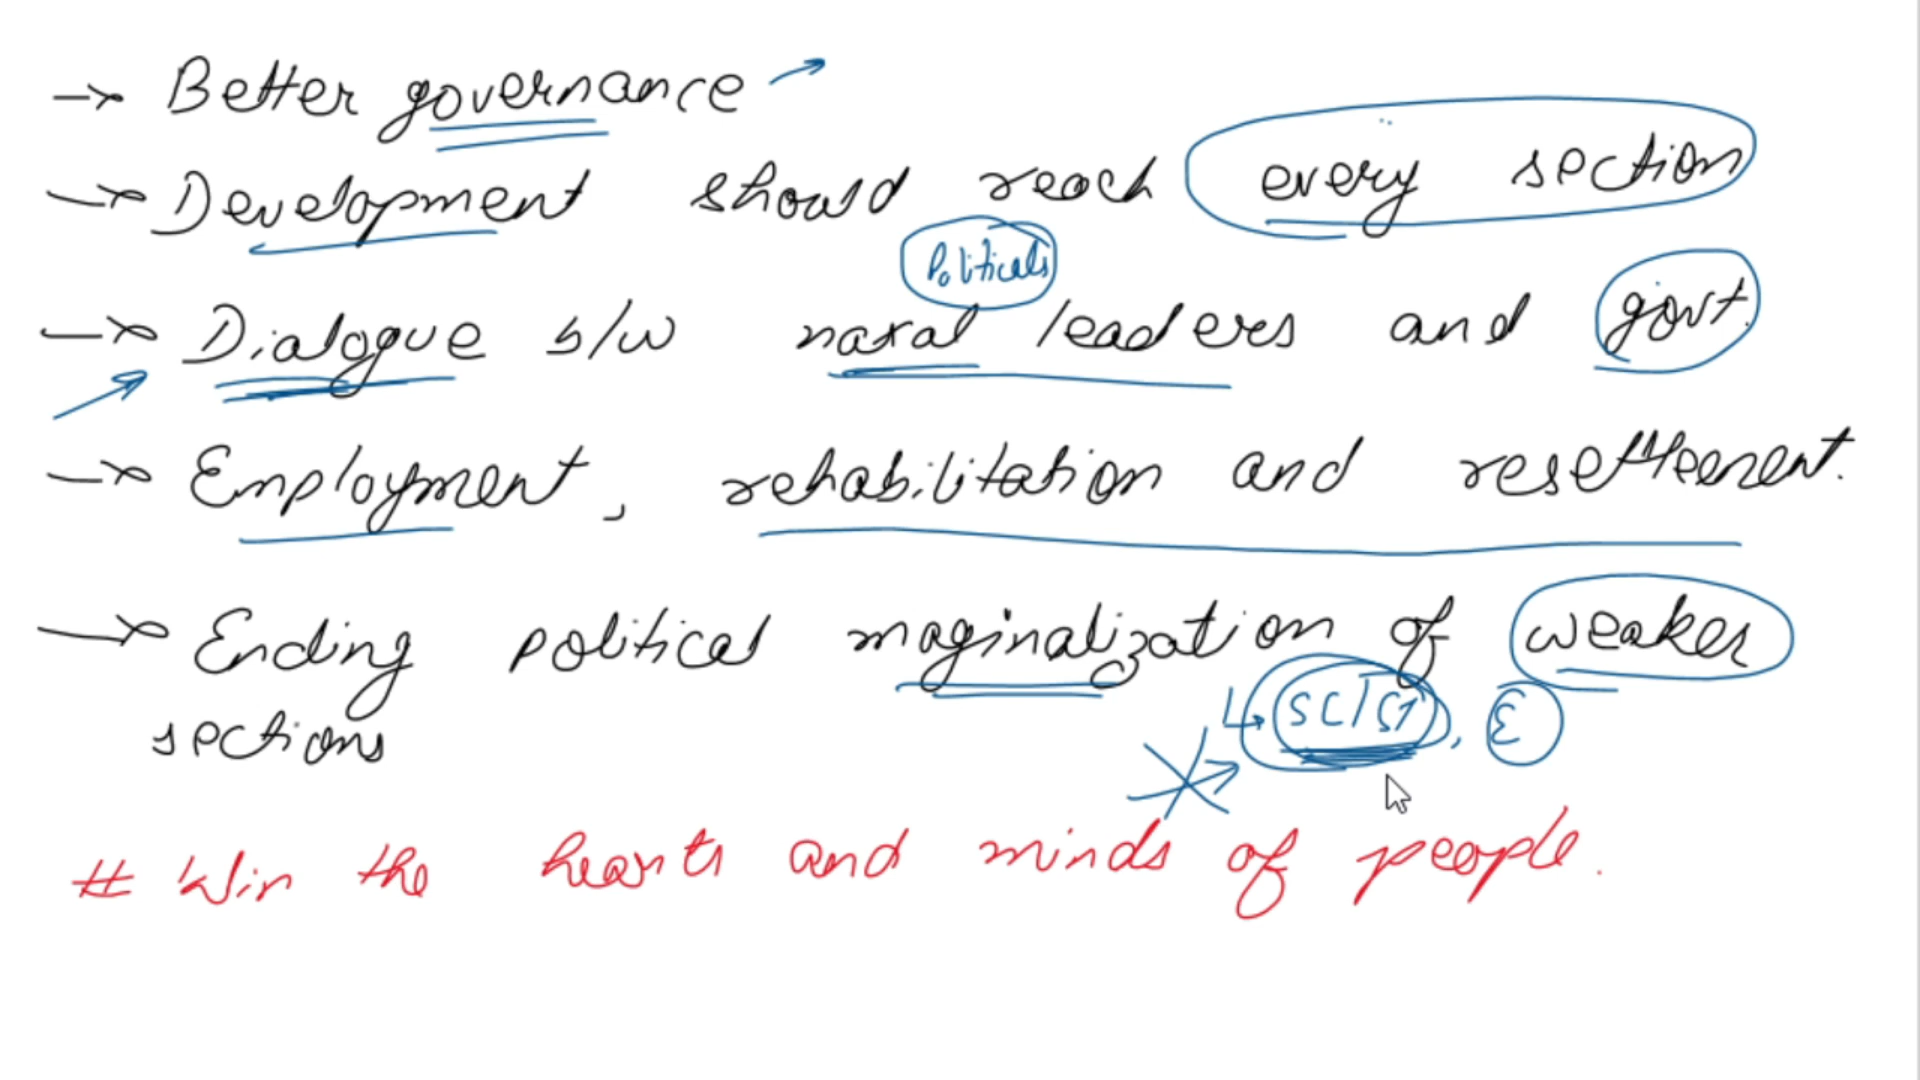 → Better governance →
→ Development should reach every section
Politicals
→ Dialogue b/w naxal leaders and govt.
→ Employment, rehabilitation and resettlement.
→ Ending political maginalization of weaker
sections
↳ SC/ST, E
# Win the hearts and minds of people.